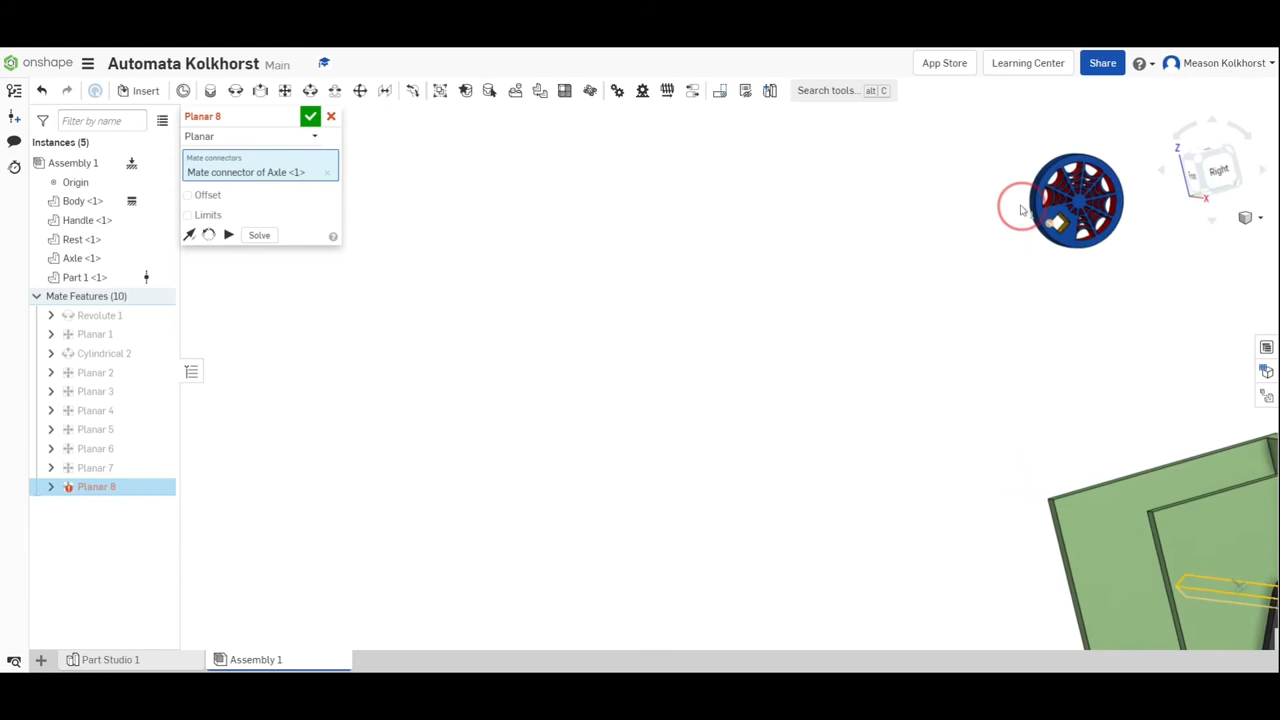 onshape Automata Kolkhorst Main App Store Learning Center Share Measson Kolkhorst
Insert Search tools... alt C
Planar 8
Planar
Filter by name...
Instances (5)
Mate connectors
Mate connector of Axle <1>
Assembly 1
Origin
Offset
Body <1>
Limits
Handle <1>
Solve
Rest <1>
Axle <1>
Part 1 <1>
Mate Features (10)
Revolute 1
Planar 1
Cylindrical 2
Planar 2
Planar 3
Planar 4
Planar 5
Planar 6
Planar 7
Planar 8
Z
Right
X
Part Studio 1
Assembly 1